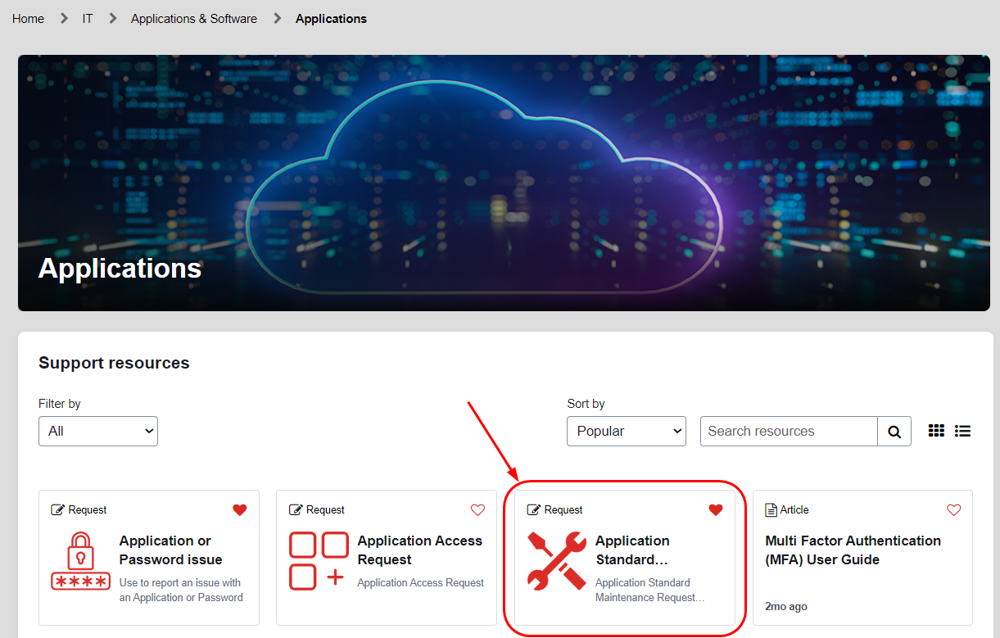 Home > IT > Applications & Software > Applications
Applications
Support resources
Filter by
All
Sort by
Popular
Search resources
Request
Application or
Password issue
Use to report an issue with
an Application or Password
Request
Application Access
Request
Application Access Request
Request
Application
Standard...
Application Standard
Maintenance Request...
Article
Multi Factor Authentication
(MFA) User Guide
2mo ago